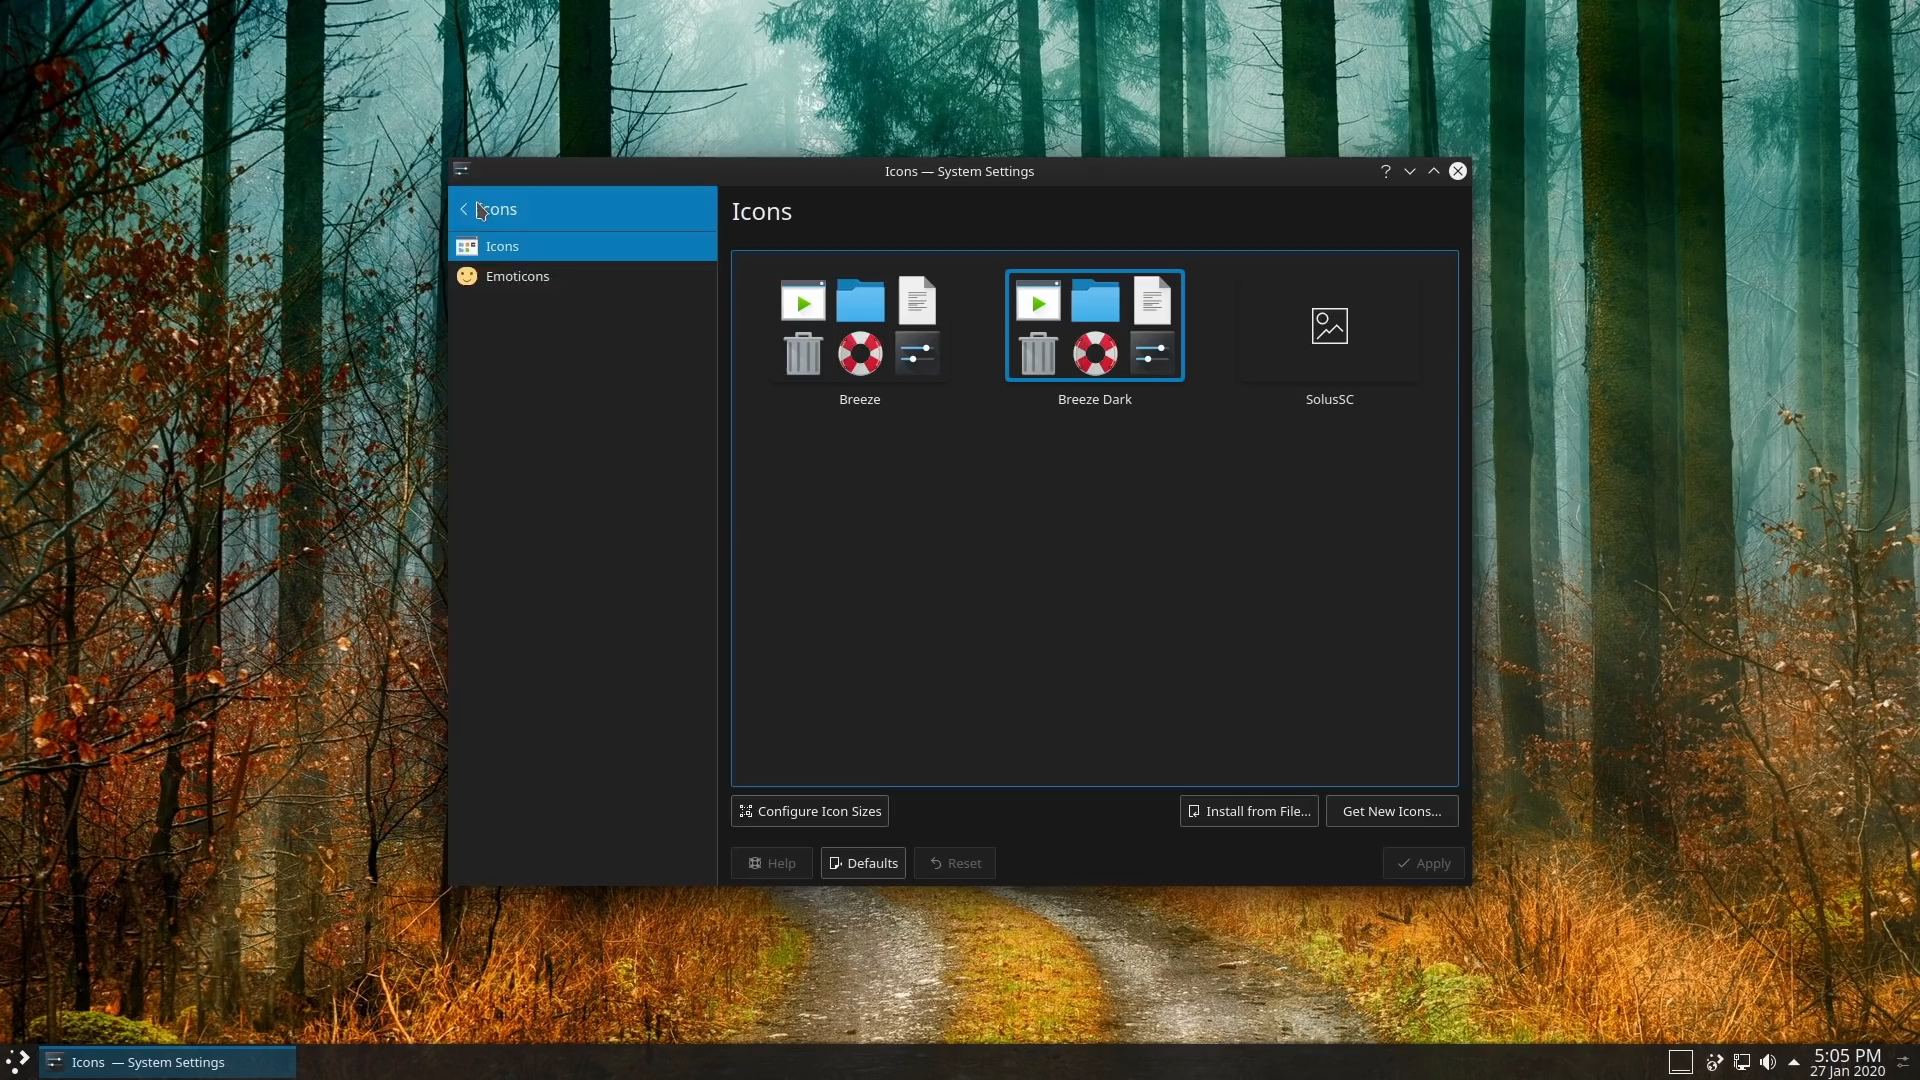 Icons — System Settings
Icons
Icons
Icons
Emoticons
Breeze
Breeze Dark
SolusSC
Configure Icon Sizes
Install from File...
Get New Icons...
Help
Defaults
Reset
Apply
Icons — System Settings
5:05 PM
27 Jan 2020